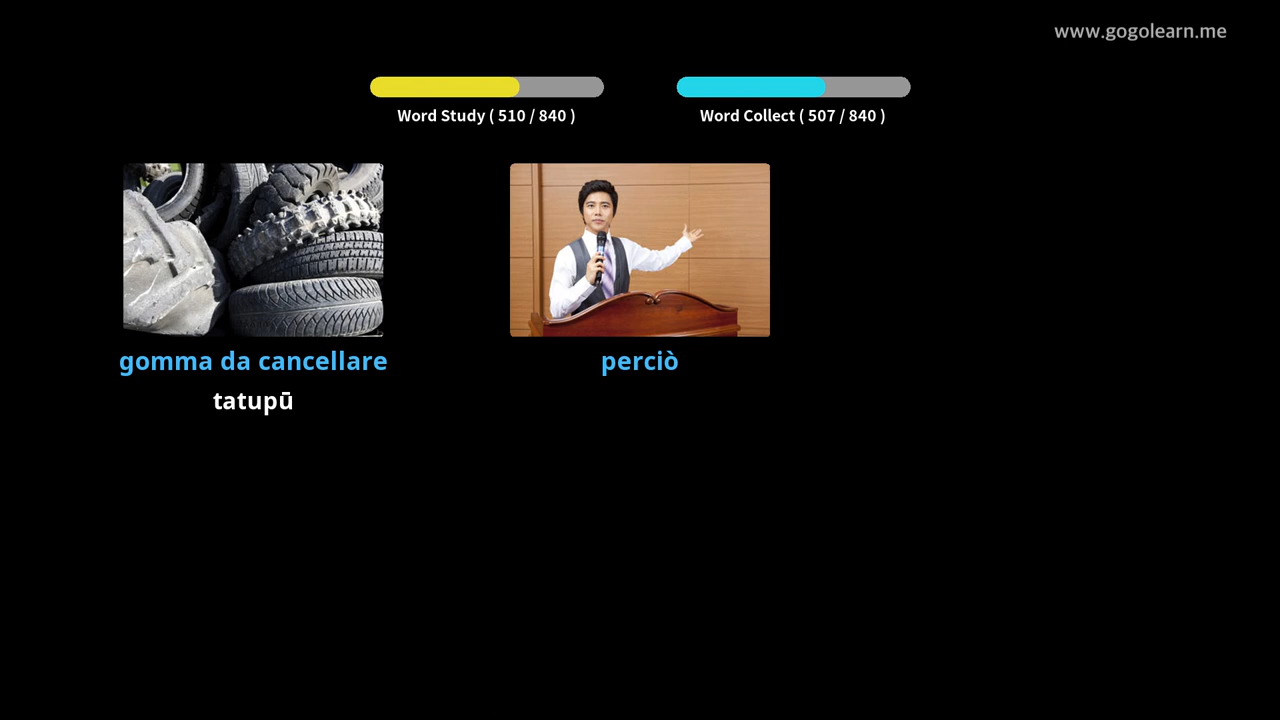 www.gogolearn.me
Word Study ( 510 / 840 )
Word Collect ( 507 / 840 )
gomma da cancellare
perciò
tatupū